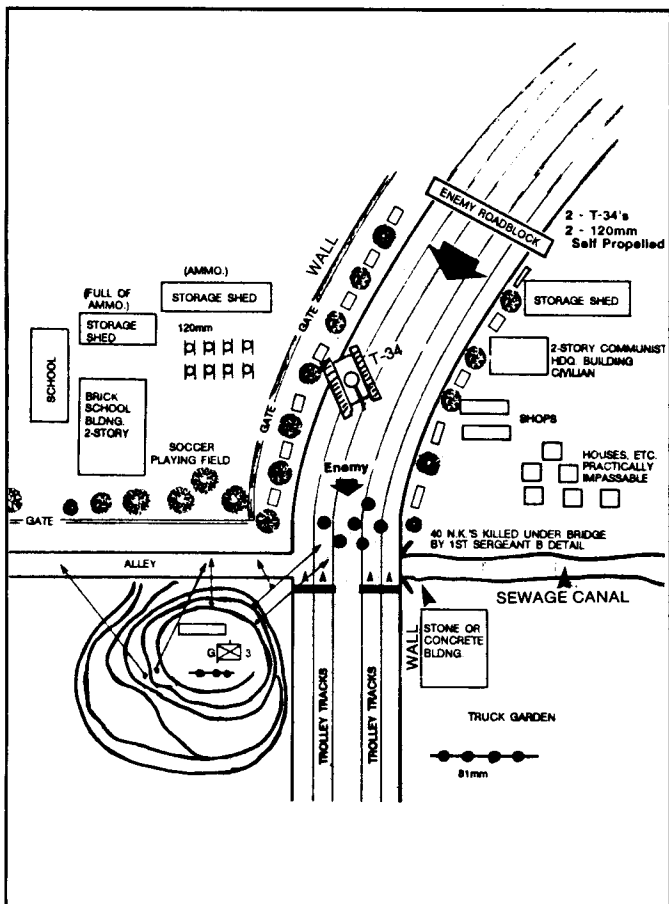 ENEMY ROADBLOCK
2 - T-34's
2 - 120mm
Self Propelled
WALL
(AMMO.)
STORAGE SHED
(FULL OF
AMMO.)
STORAGE
SHED
120mm
GATE
STORAGE SHED
T-34
2-STORY COMMUNIST
HDQ. BUILDING
CIVILIAN
SCHOOL
BRICK
SCHOOL
BLDNG.
2-STORY
GATE
SHOPS
SOCCER
PLAYING FIELD
Enemy
HOUSES, ETC.
PRACTICALLY
IMPASSABLE
GATE
40 N.K.'S KILLED UNDER BRIDGE
BY 1ST SERGEANT B DETAIL
ALLEY
SEWAGE CANAL
G 3
WALL
STONE OR
CONCRETE
BLDNG.
TROLLEY TRACKS
TROLLEY TRACKS
TRUCK GARDEN
81mm